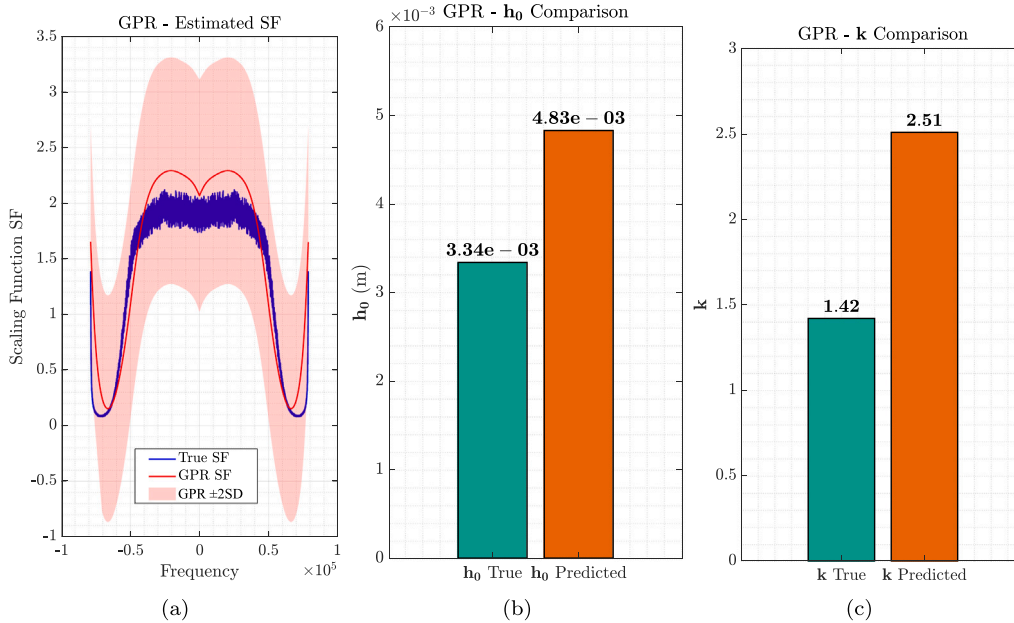 GPR - Estimated SF
3.5
3
2.5
2
1.5
1
0.5
0
-0.5
-1
Scaling Function SF
True SF
GPR SF
GPR ±2SD
-1
-0.5
0
0.5
1
×10⁵
Frequency
(a)
×10⁻³
GPR - h₀ Comparison
6
5
4
3
2
1
0
h₀ (m)
4.83e − 03
3.34e − 03
h₀ True
h₀ Predicted
(b)
GPR - k Comparison
3
2.5
2
1.5
1
0.5
0
k
2.51
1.42
k True
k Predicted
(c)